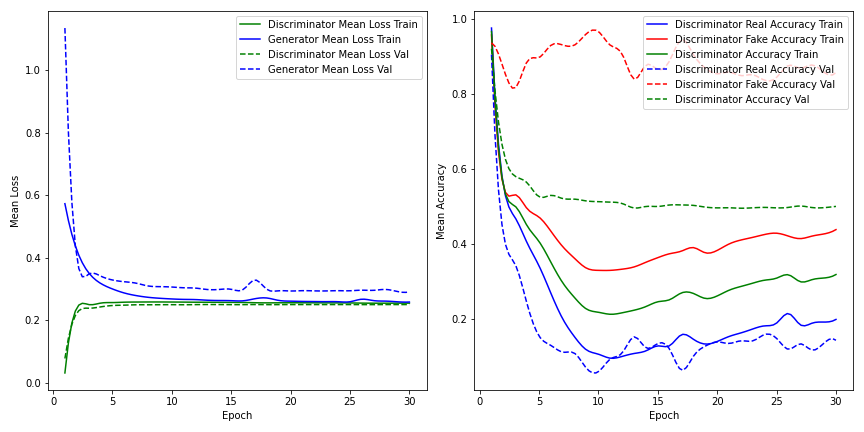 Discriminator Mean Loss Train
Generator Mean Loss Train
Discriminator Mean Loss Val
Generator Mean Loss Val
Mean Loss
1.0
0.8
0.6
0.4
0.2
0.0
0
5
10
15
20
25
30
Epoch
Discriminator Real Accuracy Train
Discriminator Fake Accuracy Train
Discriminator Accuracy Train
Discriminator Real Accuracy Val
Discriminator Fake Accuracy Val
Discriminator Accuracy Val
Mean Accuracy
1.0
0.8
0.6
0.4
0.2
0
5
10
15
20
25
30
Epoch